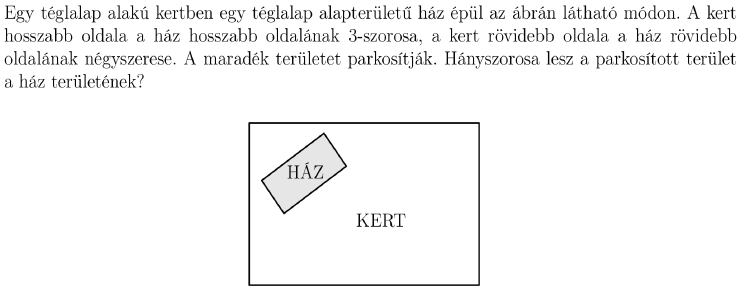 Egy téglalap alakú kertben egy téglalap alapterületű ház épül az ábrán látható módon. A kert
hosszabb oldala a ház hosszabb oldalának 3-szorosa, a kert rövidebb oldala a ház rövidebb
oldalának négyszerese. A maradék területet parkosítják. Hányszorosa lesz a parkosított terület
a ház területének?
HÁZ
KERT